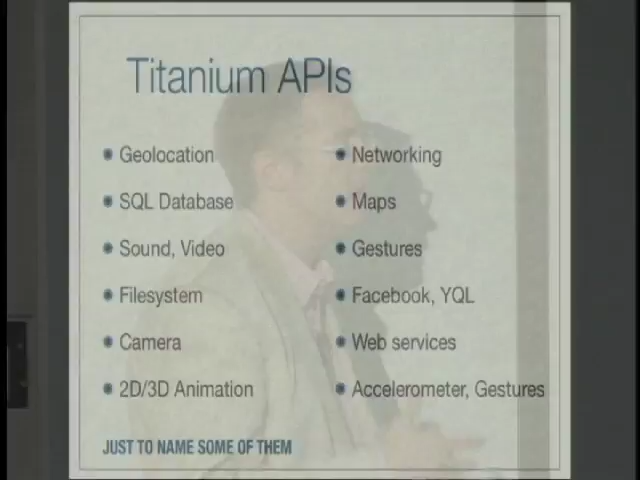 Titanium APIs
Geolocation
SQL Database
Sound, Video
Filesystem
Camera
2D/3D Animation
Networking
Maps
Gestures
Facebook, YQL
Web services
Accelerometer, Gestures
JUST TO NAME SOME OF THEM